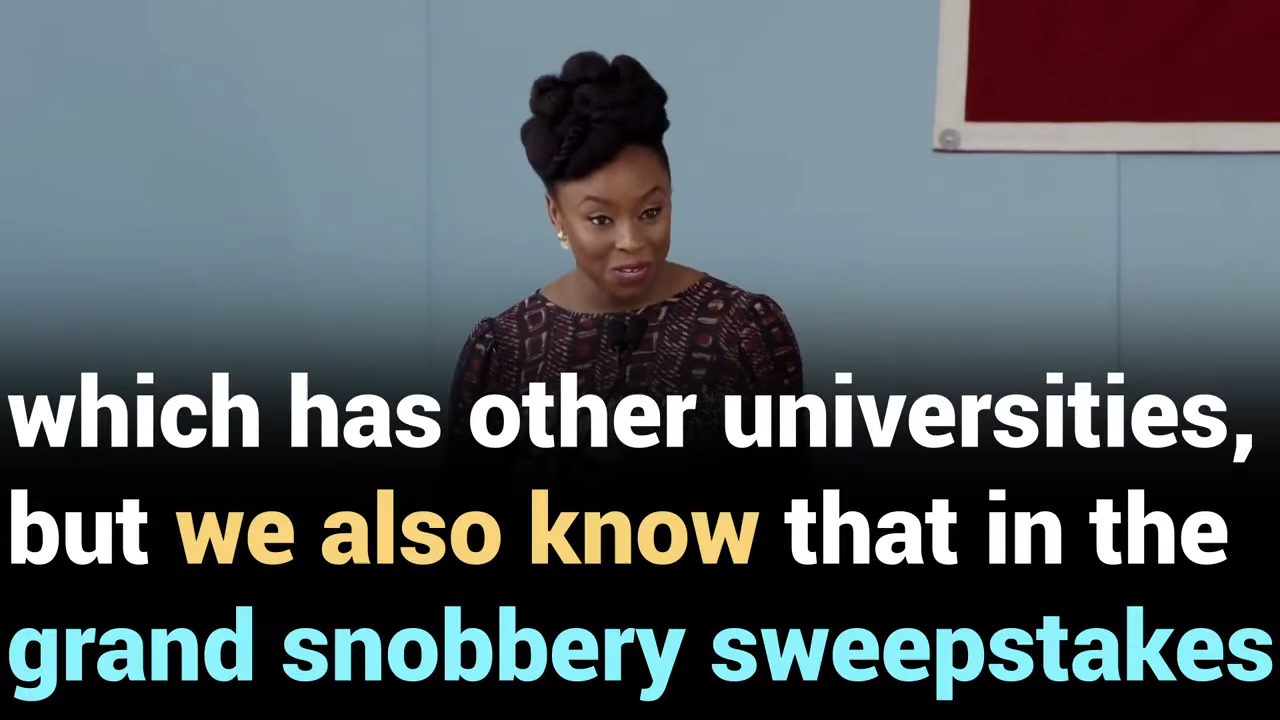 which has other universities,
but we also know that in the
grand snobbery sweepstakes